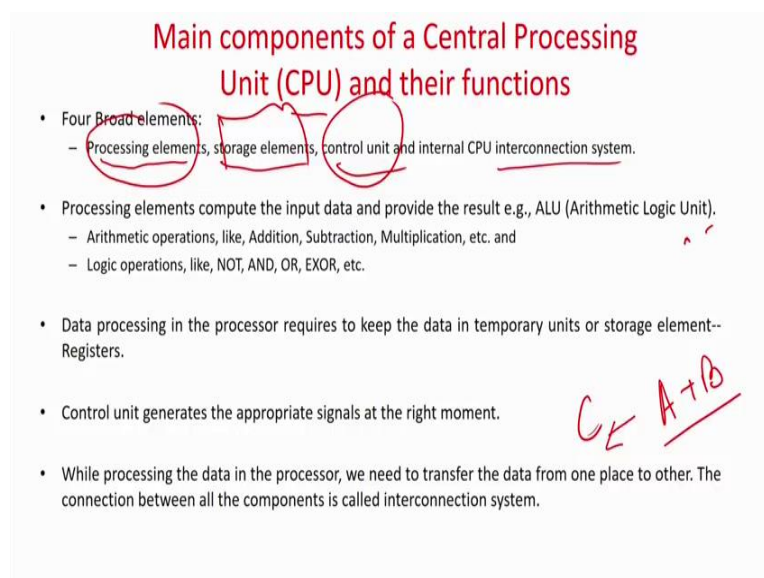 Main components of a Central Processing
Unit (CPU) and their functions
• Four Broad elements:
– Processing elements, storage elements, control unit and internal CPU interconnection system.
• Processing elements compute the input data and provide the result e.g., ALU (Arithmetic Logic Unit).
– Arithmetic operations, like, Addition, Subtraction, Multiplication, etc. and
– Logic operations, like, NOT, AND, OR, EXOR, etc.
• Data processing in the processor requires to keep the data in temporary units or storage element--
Registers.
• Control unit generates the appropriate signals at the right moment.
C ← A+B
• While processing the data in the processor, we need to transfer the data from one place to other. The
connection between all the components is called interconnection system.